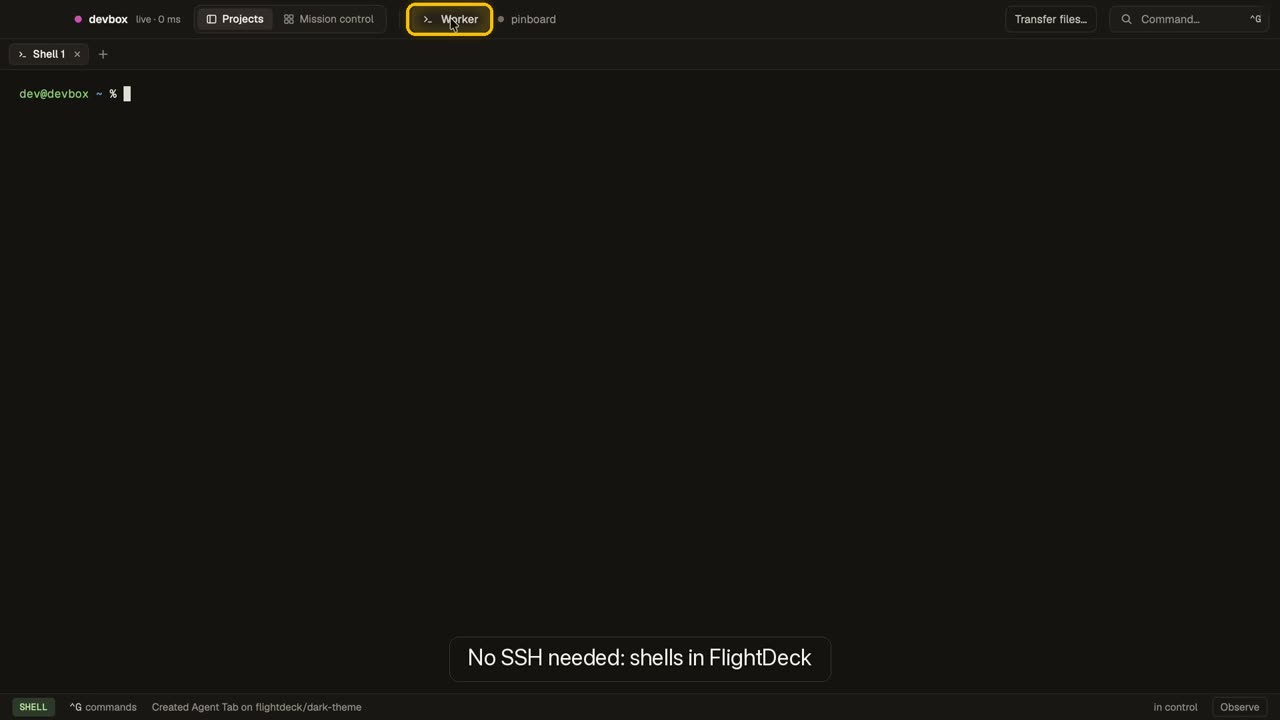 devbox live · 0 ms Projects Mission control Worker pinboard Transfer files… Command… ^G
Shell 1 × +
dev@devbox ~ %
No SSH needed: shells in FlightDeck
SHELL ^G commands Created Agent Tab on flightdeck/dark-theme in control Observe